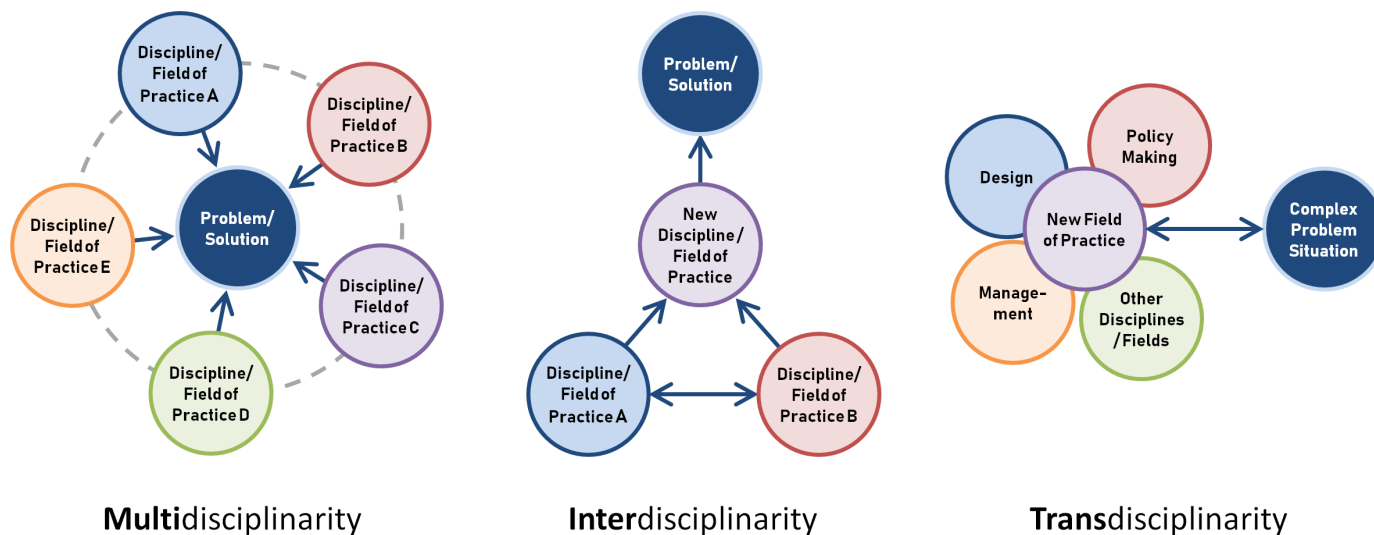 Discipline/
Field of
Practice A
Discipline/
Field of
Practice B
Problem/
Solution
Discipline/
Field of
Practice E
Discipline/
Field of
Practice C
Discipline/
Field of
Practice D
Multidisciplinarity
Problem/
Solution
New
Discipline/
Field of
Practice
Discipline/
Field of
Practice A
Discipline/
Field of
Practice B
Interdisciplinarity
Policy
Making
Design
New Field
of Practice
Complex
Problem
Situation
Manage-
ment
Other
Disciplines
/Fields
Transdisciplinarity